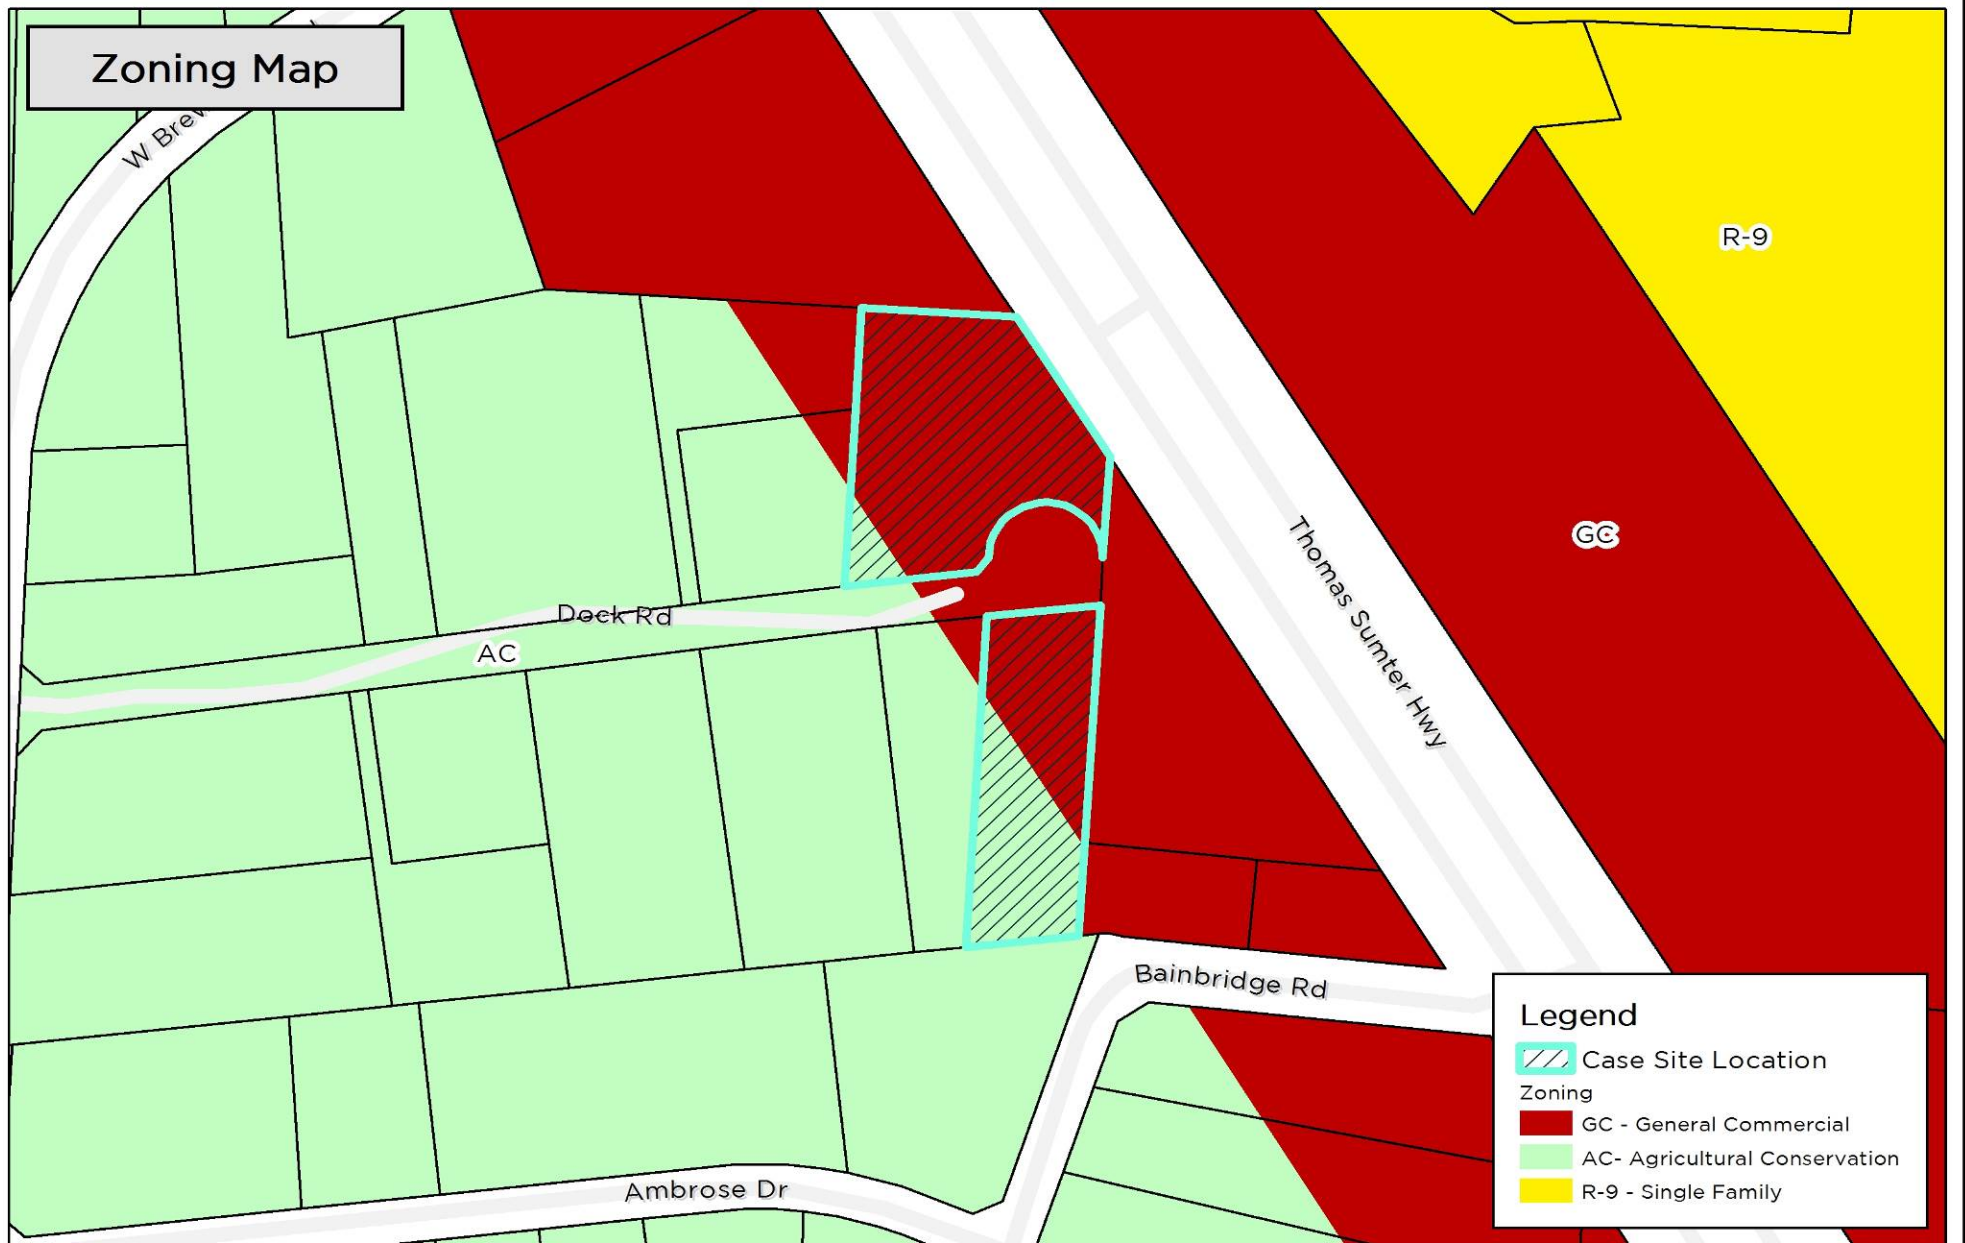 Zoning Map
W Brew
R-9
GC
Thomas Sumter Hwy
Dock Rd
AC
Bainbridge Rd
Ambrose Dr
Legend
Case Site Location
Zoning
GC - General Commercial
AC- Agricultural Conservation
R-9 - Single Family